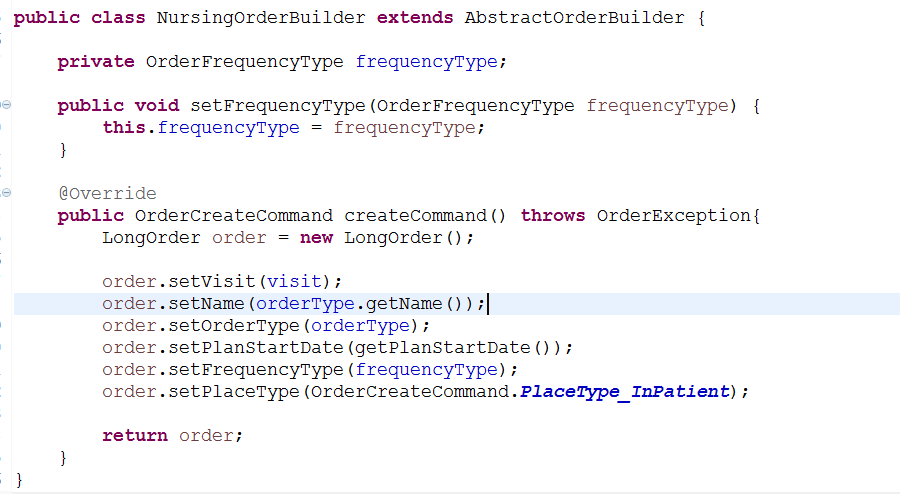 public class NursingOrderBuilder extends AbstractOrderBuilder {
private OrderFrequencyType frequencyType;
public void setFrequencyType(OrderFrequencyType frequencyType) {
this.frequencyType = frequencyType;
}
@Override
public OrderCreateCommand createCommand() throws OrderException{
LongOrder order = new LongOrder();
order.setVisit(visit);
order.setName(orderType.getName());
order.setOrderType(orderType);
order.setPlanStartDate(getPlanStartDate());
order.setFrequencyType(frequencyType);
order.setPlaceType(OrderCreateCommand.PlaceType_InPatient);
return order;
}
}